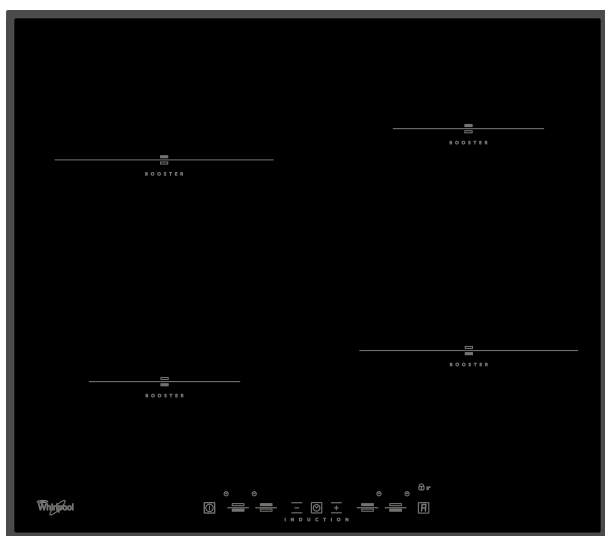 BOOSTER
BOOSTER
BOOSTER
BOOSTER
Whirlpool
- +
A
INDUCTION